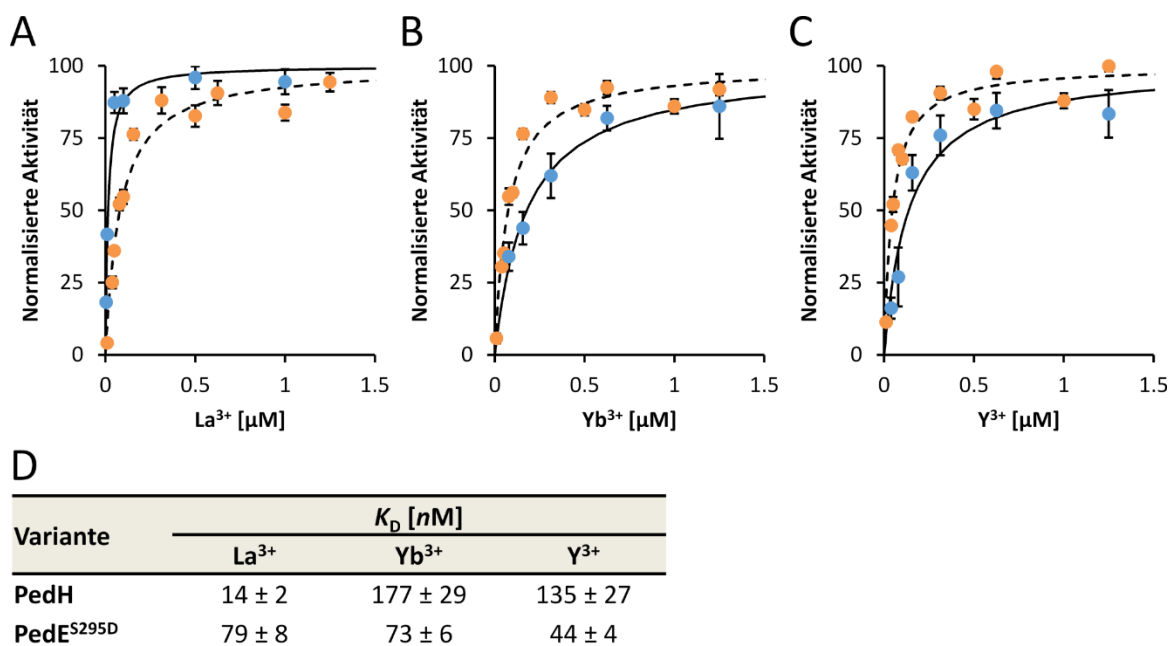 A
B
C
Normalisierte Aktivität
100
75
50
25
0
0 0.5 1 1.5
La³⁺ [µM]
Normalisierte Aktivität
100
75
50
25
0
0 0.5 1 1.5
Yb³⁺ [µM]
Normalisierte Aktivität
100
75
50
25
0
0 0.5 1 1.5
Y³⁺ [µM]
D
Variante K_D [nM]
La³⁺ Yb³⁺ Y³⁺
PedH 14 ± 2 177 ± 29 135 ± 27
PedE^S295D 79 ± 8 73 ± 6 44 ± 4